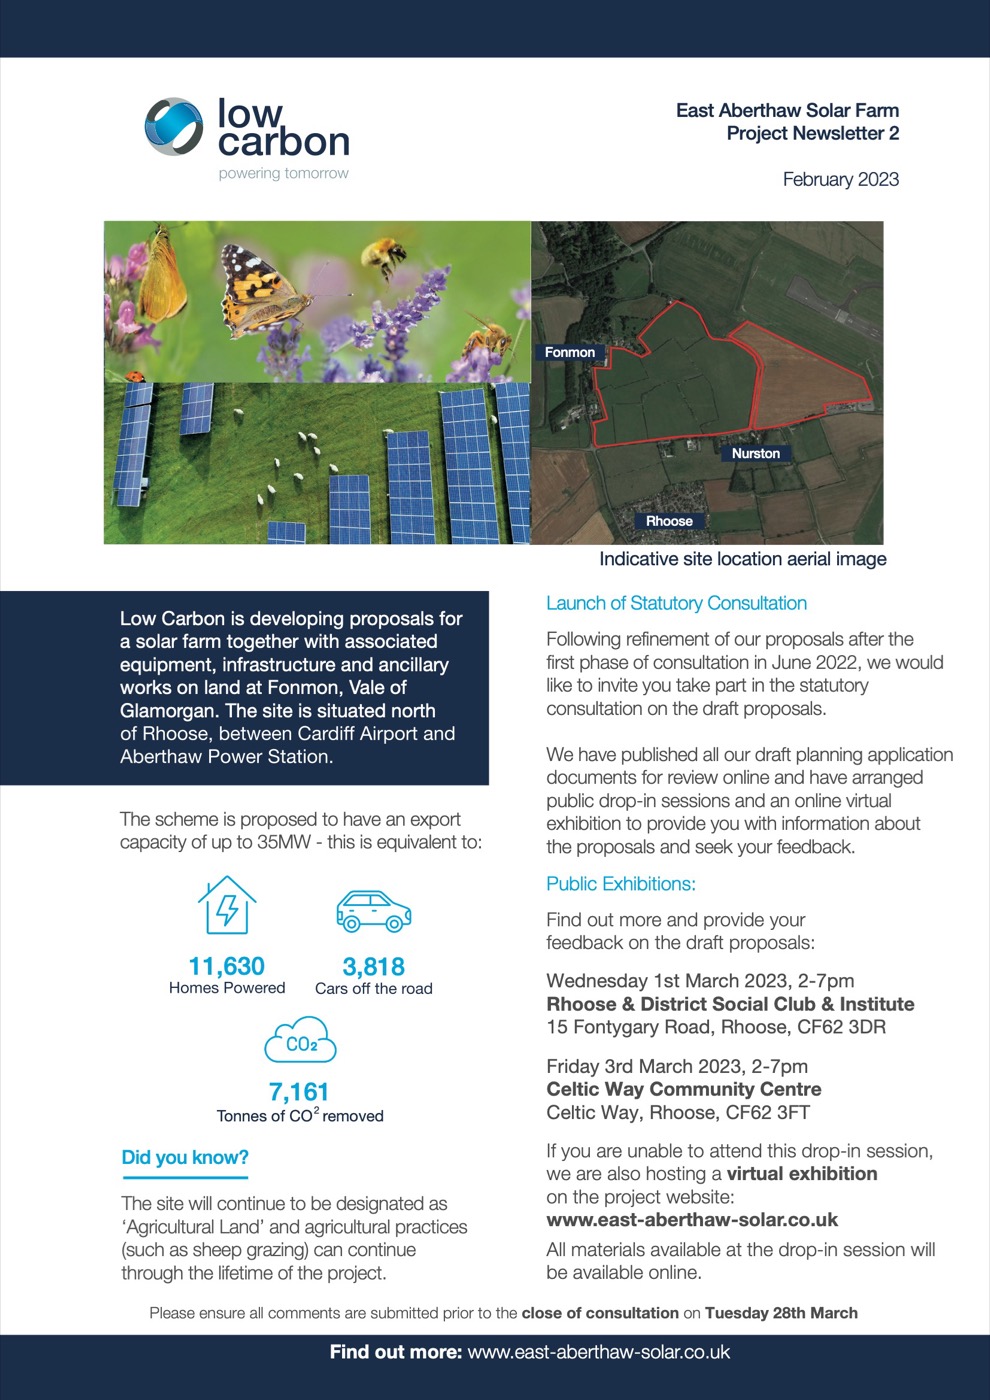 low
carbon
powering tomorrow
East Aberthaw Solar Farm
Project Newsletter 2
February 2023
Fonmon
Nurston
Rhoose
Indicative site location aerial image
Low Carbon is developing proposals for
a solar farm together with associated
equipment, infrastructure and ancillary
works on land at Fonmon, Vale of
Glamorgan. The site is situated north
of Rhoose, between Cardiff Airport and
Aberthaw Power Station.
The scheme is proposed to have an export
capacity of up to 35MW - this is equivalent to:
11,630
Homes Powered
3,818
Cars off the road
CO₂
7,161
Tonnes of CO² removed
Did you know?
The site will continue to be designated as
‘Agricultural Land’ and agricultural practices
(such as sheep grazing) can continue
through the lifetime of the project.
Launch of Statutory Consultation
Following refinement of our proposals after the
first phase of consultation in June 2022, we would
like to invite you take part in the statutory
consultation on the draft proposals.
We have published all our draft planning application
documents for review online and have arranged
public drop-in sessions and an online virtual
exhibition to provide you with information about
the proposals and seek your feedback.
Public Exhibitions:
Find out more and provide your
feedback on the draft proposals:
Wednesday 1st March 2023, 2-7pm
Rhoose & District Social Club & Institute
15 Fontygary Road, Rhoose, CF62 3DR
Friday 3rd March 2023, 2-7pm
Celtic Way Community Centre
Celtic Way, Rhoose, CF62 3FT
If you are unable to attend this drop-in session,
we are also hosting a virtual exhibition
on the project website:
www.east-aberthaw-solar.co.uk
All materials available at the drop-in session will
be available online.
Please ensure all comments are submitted prior to the close of consultation on Tuesday 28th March
Find out more: www.east-aberthaw-solar.co.uk